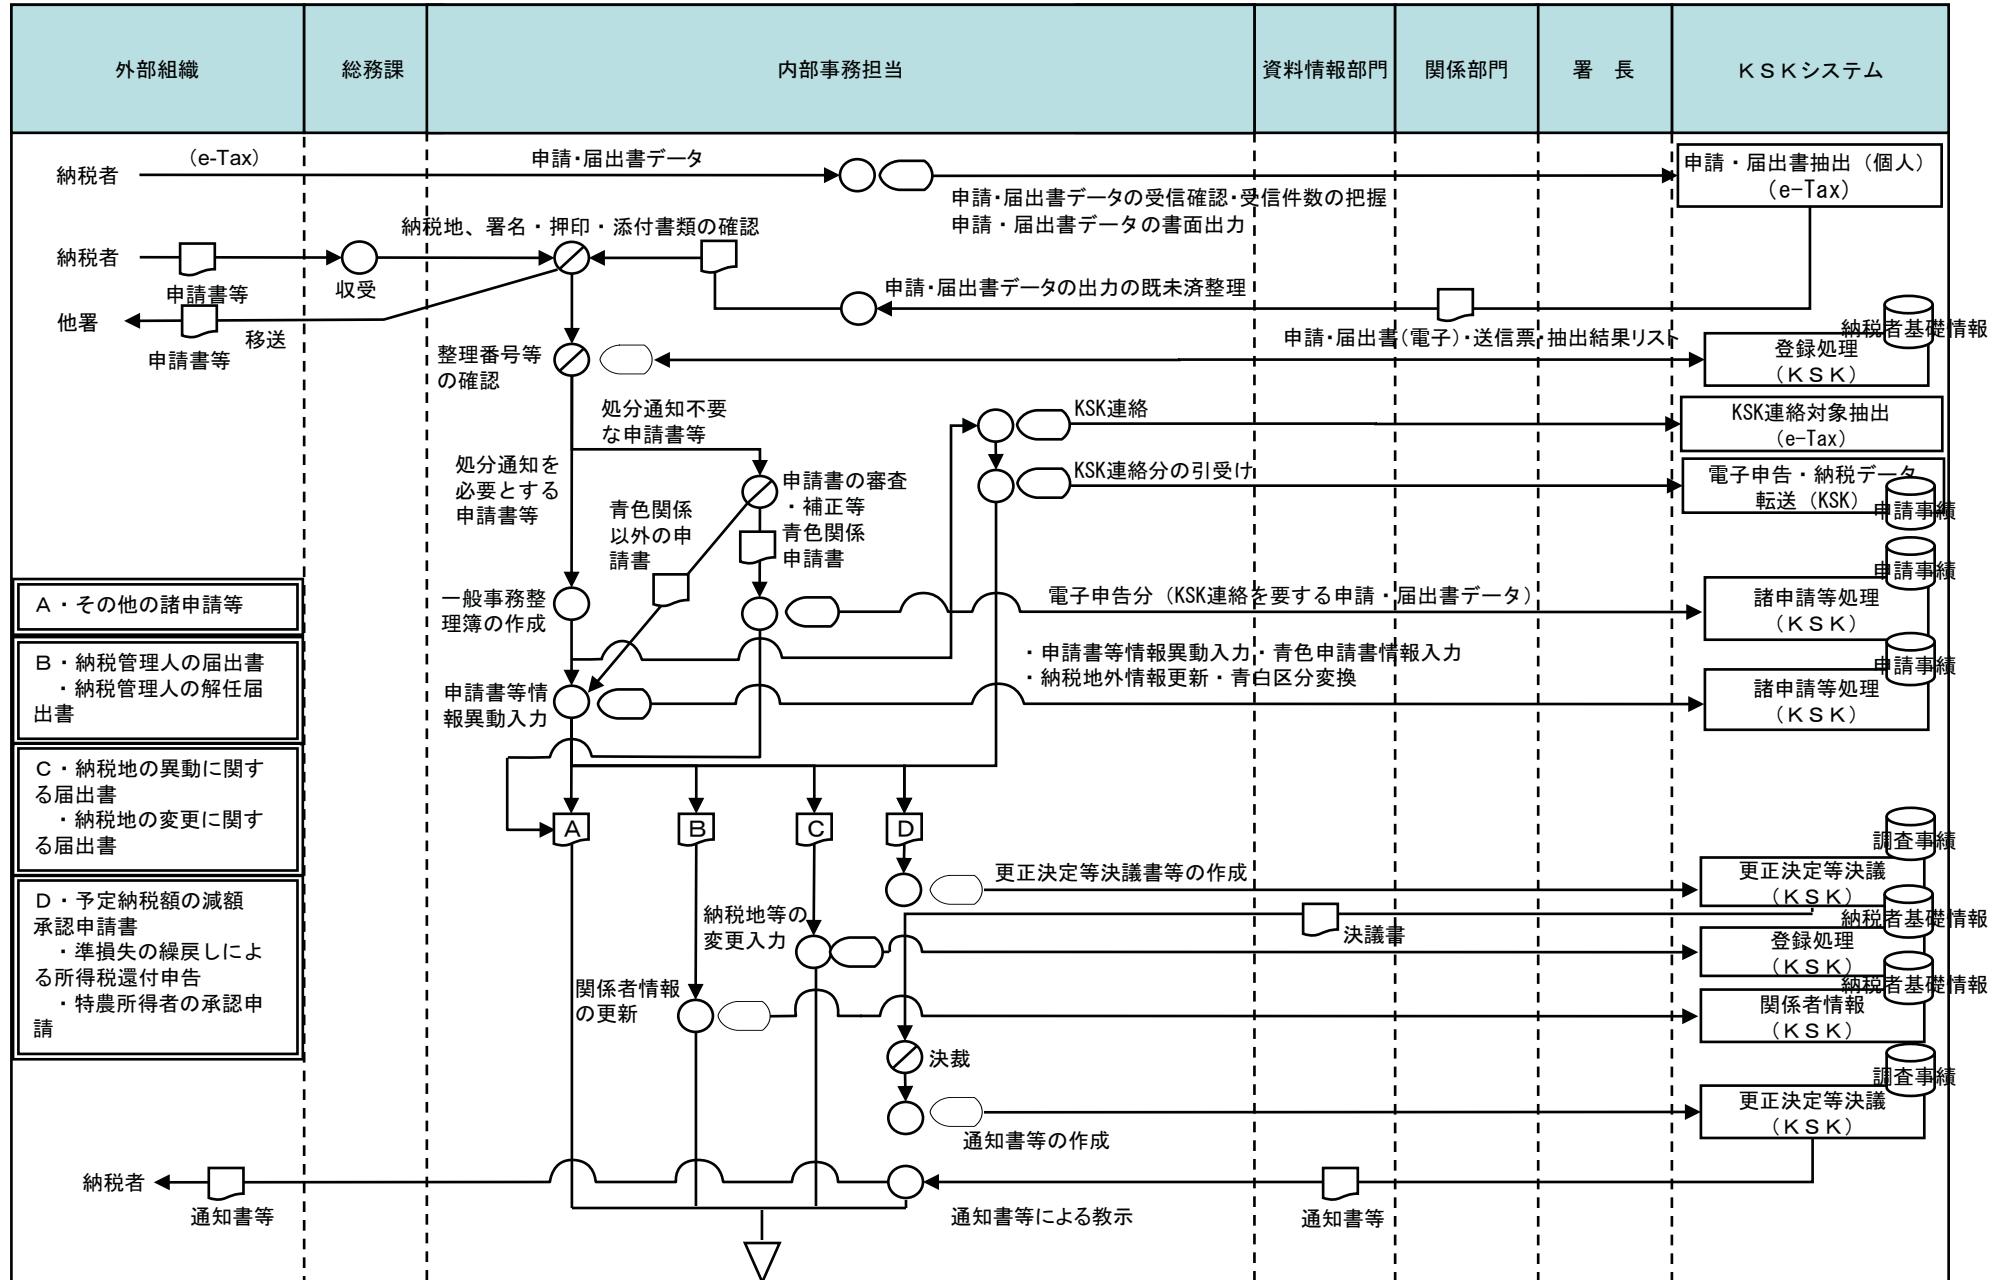 外部組織
総務課
内部事務担当
資料情報部門
関係部門
署　長
ＫＳＫシステム
納税者
（e-Tax）
申請・届出書データ
申請・届出書抽出（個人）
（e-Tax）
申請・届出書データの受信確認・受信件数の把握
申請・届出書データの書面出力
納税地、署名・押印・添付書類の確認
納税者
申請書等
収受
申請・届出書データの出力の既未済整理
他署
申請書等
移送
申請・届出書(電子)・送信票・抽出結果リスト
納税者基礎情報
整理番号等
の確認
登録処理
（ＫＳＫ）
処分通知不要
な申請書等
KSK連絡
KSK連絡対象抽出
（e-Tax）
処分通知を
必要とする
申請書等
KSK連絡分の引受け
電子申告・納税データ
転送（KSK）
申請事績
申請書の審査
・補正等
青色関係
申請書
青色関係
以外の申
請書
申請事績
Ａ・その他の諸申請等
一般事務整
理簿の作成
電子申告分（KSK連絡を要する申請・届出書データ）
諸申請等処理
（ＫＳＫ）
Ｂ・納税管理人の届出書
・納税管理人の解任届
出書
・申請書等情報異動入力・青色申請書情報入力
・納税地外情報更新・青白区分変換
申請事績
申請書等情
報異動入力
諸申請等処理
（ＫＳＫ）
Ｃ・納税地の異動に関す
る届出書
・納税地の変更に関す
る届出書
A
B
C
D
調査事績
Ｄ・予定納税額の減額
承認申請書
・準損失の繰戻しによ
る所得税還付申告
・特農所得者の承認申
請
更正決定等決議書等の作成
更正決定等決議
（ＫＳＫ）
納税地等の
変更入力
決議書
納税者基礎情報
登録処理
（ＫＳＫ）
関係者情報
の更新
納税者基礎情報
関係者情報
（ＫＳＫ）
決裁
調査事績
通知書等の作成
更正決定等決議
（ＫＳＫ）
納税者
通知書等
通知書等による教示
通知書等